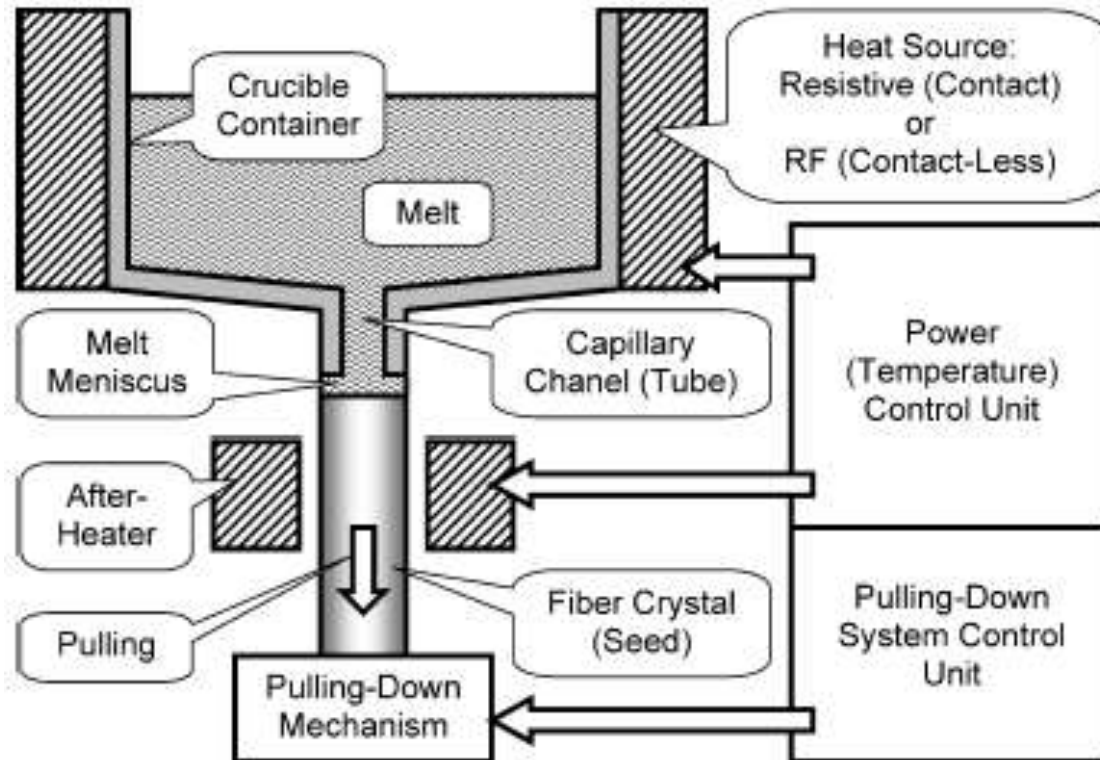 Crucible
Container
Heat Source:
Resistive (Contact)
or
RF (Contact-Less)
Melt
Melt
Meniscus
Capillary
Chanel (Tube)
Power
(Temperature)
Control Unit
After-
Heater
Pulling
Fiber Crystal
(Seed)
Pulling-Down
System Control
Unit
Pulling-Down
Mechanism